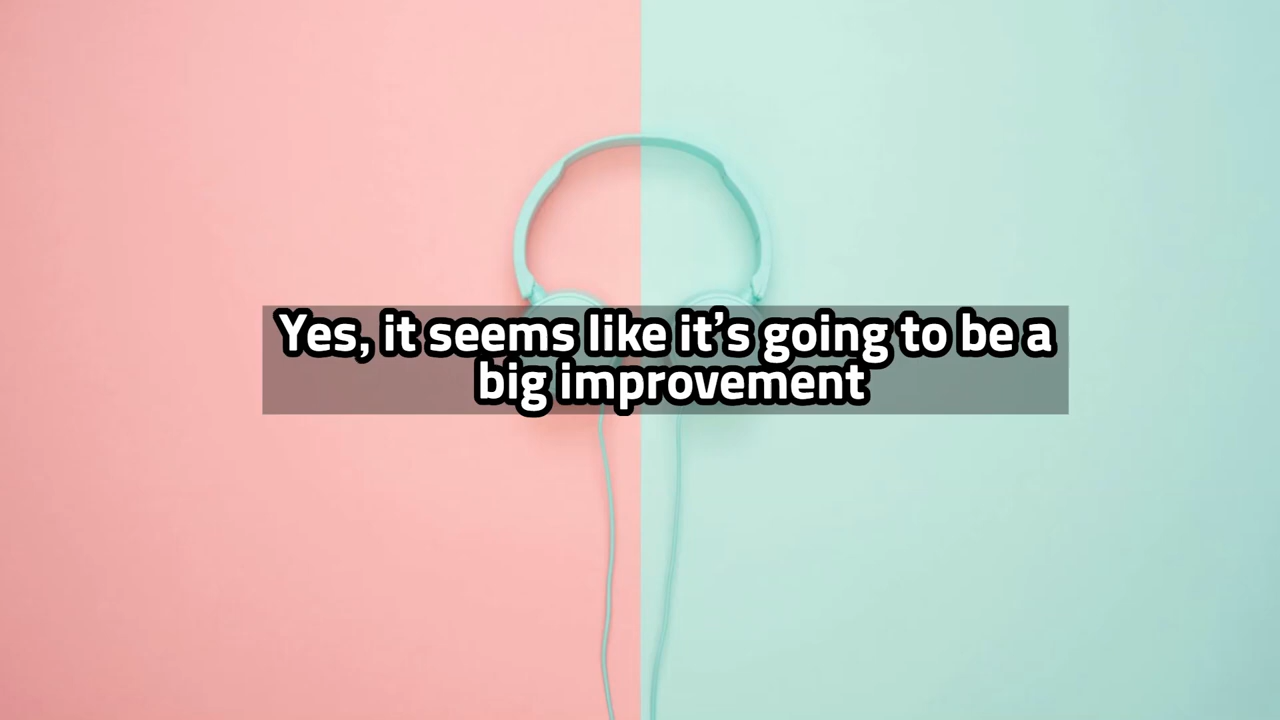 Yes, it seems like it’s going to be a
big improvement